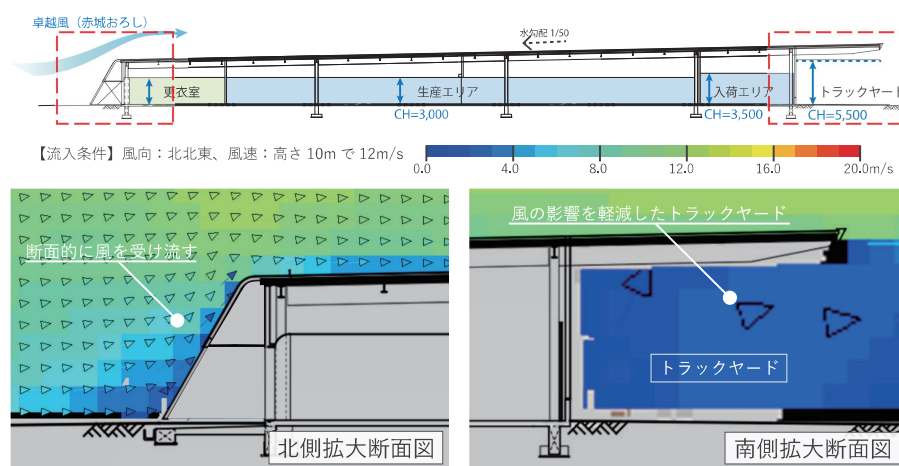 卓越風（赤城おろし）
水勾配 1/50
更衣室
生産エリア
入荷エリア
トラックヤード
CH=3,000
CH=3,500
CH=5,500
【流入条件】風向：北北東、風速：高さ 10m で 12m/s
0.0 4.0 8.0 12.0 16.0 20.0m/s
断面的に風を受け流す
北側拡大断面図
風の影響を軽減したトラックヤード
トラックヤード
南側拡大断面図